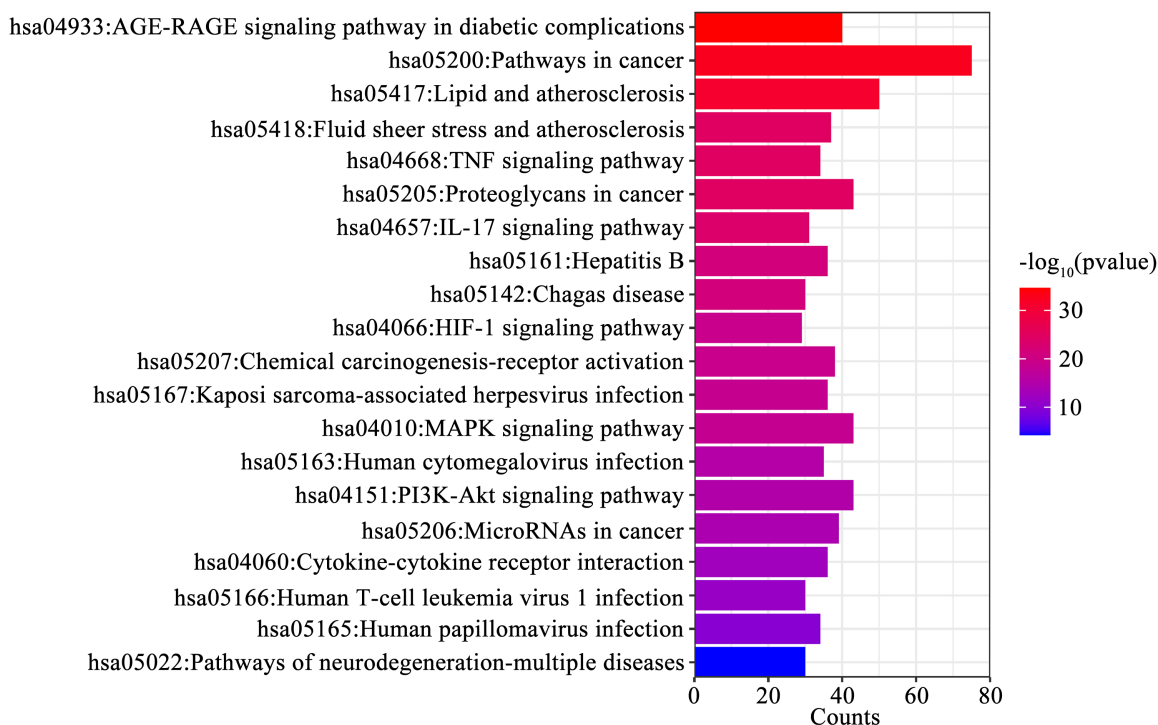 hsa04933:AGE-RAGE signaling pathway in diabetic complications
hsa05200:Pathways in cancer
hsa05417:Lipid and atherosclerosis
hsa05418:Fluid sheer stress and atherosclerosis
hsa04668:TNF signaling pathway
hsa05205:Proteoglycans in cancer
hsa04657:IL-17 signaling pathway
hsa05161:Hepatitis B
hsa05142:Chagas disease
hsa04066:HIF-1 signaling pathway
hsa05207:Chemical carcinogenesis-receptor activation
hsa05167:Kaposi sarcoma-associated herpesvirus infection
hsa04010:MAPK signaling pathway
hsa05163:Human cytomegalovirus infection
hsa04151:PI3K-Akt signaling pathway
hsa05206:MicroRNAs in cancer
hsa04060:Cytokine-cytokine receptor interaction
hsa05166:Human T-cell leukemia virus 1 infection
hsa05165:Human papillomavirus infection
hsa05022:Pathways of neurodegeneration-multiple diseases
0 20 40 60 80
Counts
-log₁₀(pvalue)
30
20
10